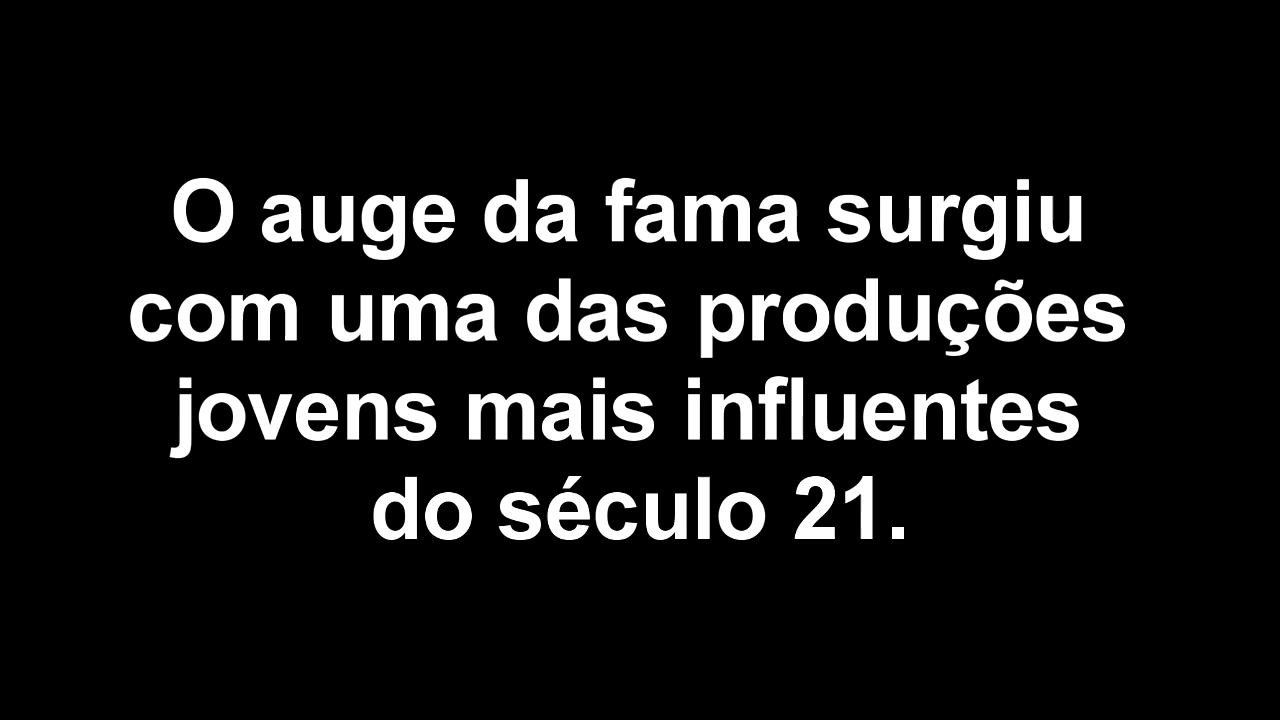 O auge da fama surgiu
com uma das produções
jovens mais influentes
do século 21.